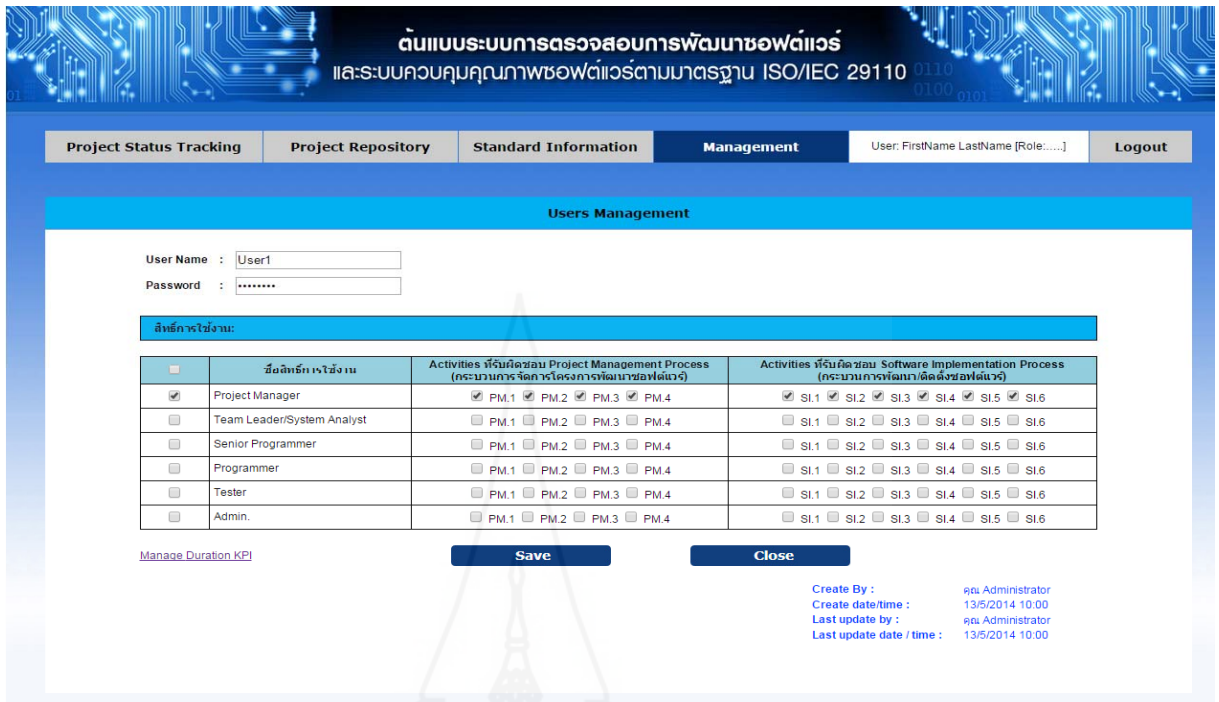 ต้นแบบระบบการตรวจสอบการพัฒนาซอฟต์แวร์
และระบบควบคุมคุณภาพซอฟต์แวร์ตามมาตรฐาน ISO/IEC 29110
Project Status Tracking Project Repository Standard Information Management User: FirstName LastName [Role:.....] Logout
Users Management
User Name : User1
Password : ••••••••
สิทธิ์การใช้งาน:
ชื่อสิทธิ์การใช้งาน Activities ที่รับผิดชอบ Project Management Process Activities ที่รับผิดชอบ Software Implementation Process
(กระบวนการจัดการโครงการพัฒนาซอฟต์แวร์) (กระบวนการพัฒนา/ติดตั้งซอฟต์แวร์)
Project Manager PM.1 PM.2 PM.3 PM.4 SI.1 SI.2 SI.3 SI.4 SI.5 SI.6
Team Leader/System Analyst PM.1 PM.2 PM.3 PM.4 SI.1 SI.2 SI.3 SI.4 SI.5 SI.6
Senior Programmer PM.1 PM.2 PM.3 PM.4 SI.1 SI.2 SI.3 SI.4 SI.5 SI.6
Programmer PM.1 PM.2 PM.3 PM.4 SI.1 SI.2 SI.3 SI.4 SI.5 SI.6
Tester PM.1 PM.2 PM.3 PM.4 SI.1 SI.2 SI.3 SI.4 SI.5 SI.6
Admin. PM.1 PM.2 PM.3 PM.4 SI.1 SI.2 SI.3 SI.4 SI.5 SI.6
Manage Duration KPI Save Close
Create By : คุณ Administrator
Create date/time : 13/5/2014 10:00
Last update by : คุณ Administrator
Last update date / time : 13/5/2014 10:00